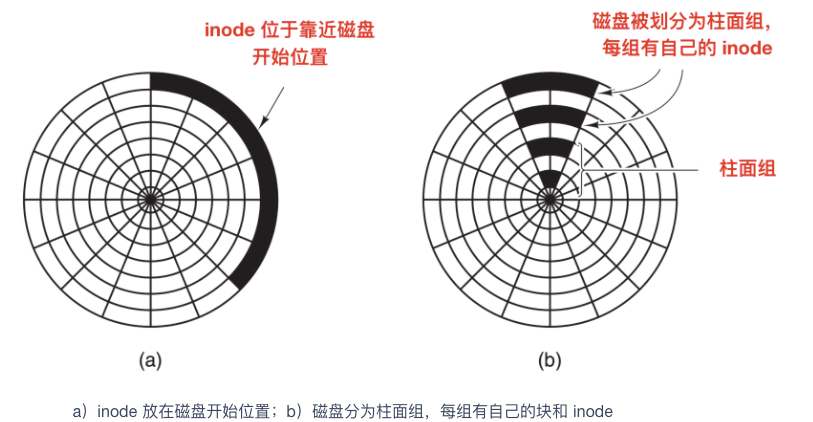 inode 位于靠近磁盘
开始位置
磁盘被划分为柱面组，
每组有自己的 inode
柱面组
(a)
(b)
a）inode 放在磁盘开始位置；b）磁盘分为柱面组，每组有自己的块和 inode